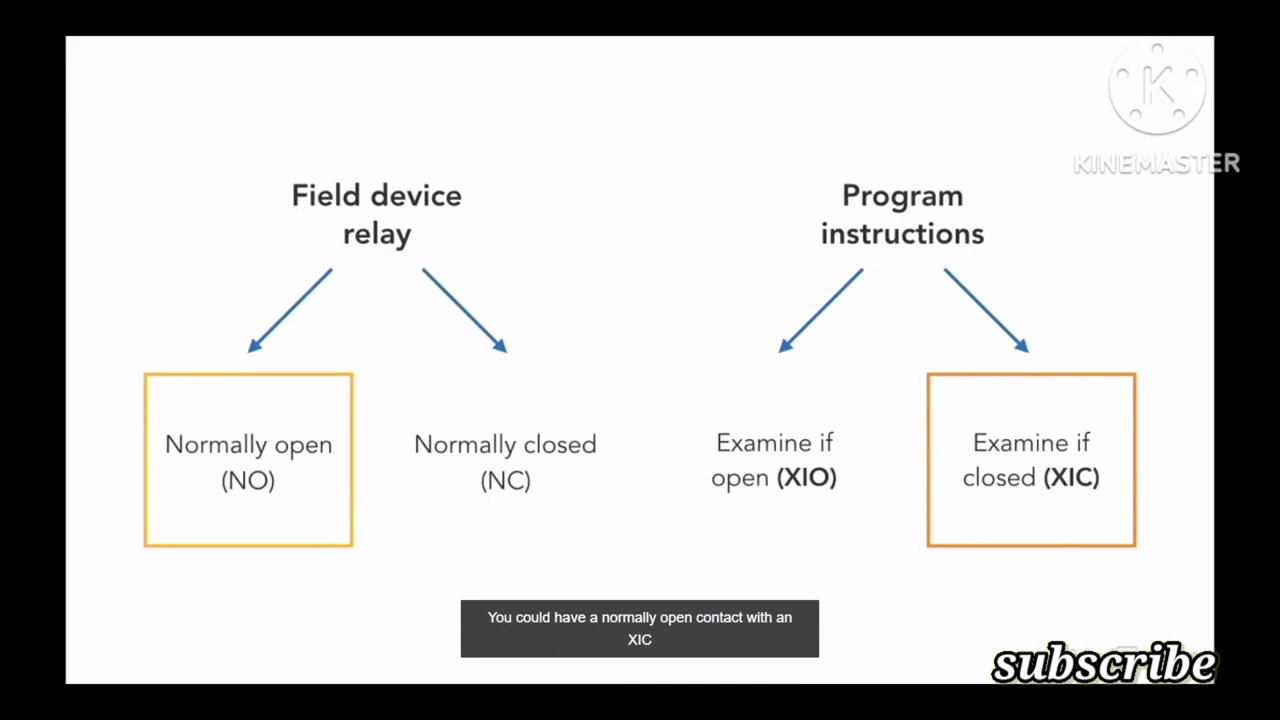 K
KINEMASTER
Field device
relay
Program
instructions
Normally open
(NO)
Normally closed
(NC)
Examine if
open (XIO)
Examine if
closed (XIC)
You could have a normally open contact with an
XIC
subscribe